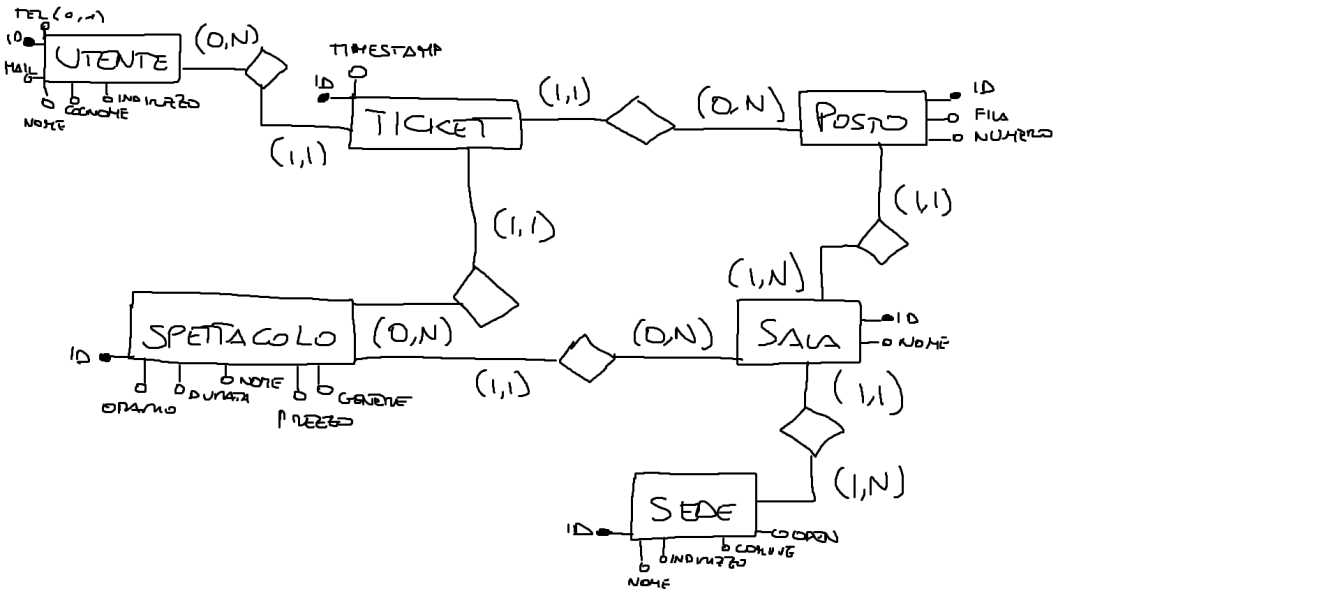 TEL (0,1)
ID
UTENTE
(0,N)
MAIL
NOME
COGNOME
INDIRIZZO
TIMESTAMP
ID
TICKET
(1,1)
(1,1)
(0,N)
POSTO
ID
FILA
NUMERO
(1,1)
(1,1)
(1,N)
SPETTACOLO
(0,N)
(0,N)
SALA
ID
NOME
ID
ORARIO
DURATA
NOME
PREZZO
GENERE
(1,1)
(1,1)
(1,N)
SEDE
ID
OPEN
NOME
INDIRIZZO
COMUNE